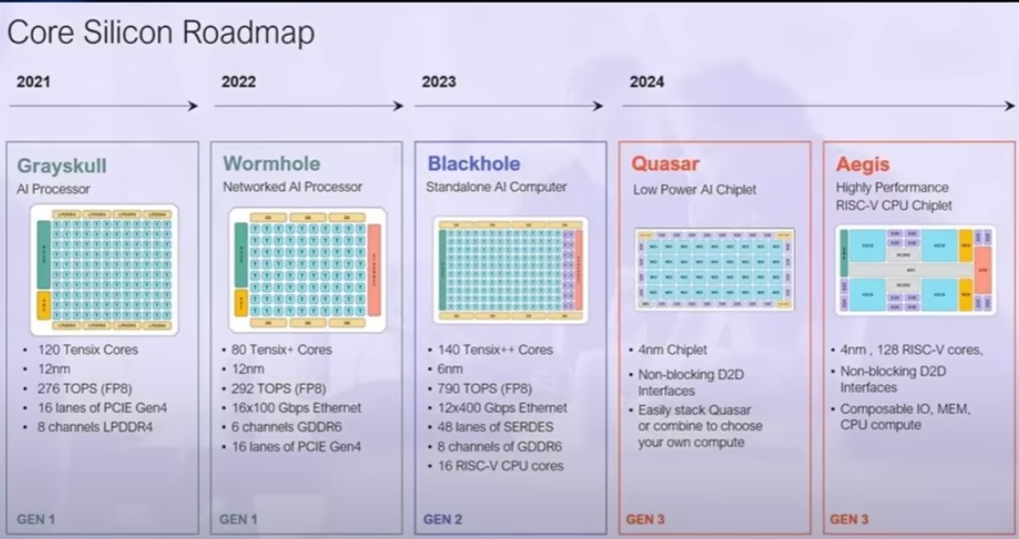 Core Silicon Roadmap
2021
2022
2023
2024
Grayskull
AI Processor
120 Tensix Cores
12nm
276 TOPS (FP8)
16 lanes of PCIE Gen4
8 channels LPDDR4
GEN 1
Wormhole
Networked AI Processor
80 Tensix+ Cores
12nm
292 TOPS (FP8)
16x100 Gbps Ethernet
6 channels GDDR6
16 lanes of PCIE Gen4
GEN 1
Blackhole
Standalone AI Computer
140 Tensix++ Cores
6nm
790 TOPS (FP8)
12x400 Gbps Ethernet
48 lanes of SERDES
8 channels of GDDR6
16 RISC-V CPU cores
GEN 2
Quasar
Low Power AI Chiplet
4nm Chiplet
Non-blocking D2D
Interfaces
Easily stack Quasar
or combine to choose
your own compute
GEN 3
Aegis
Highly Performance
RISC-V CPU Chiplet
4nm , 128 RISC-V cores,
Non-blocking D2D
Interfaces
Composable IO, MEM,
CPU compute
GEN 3